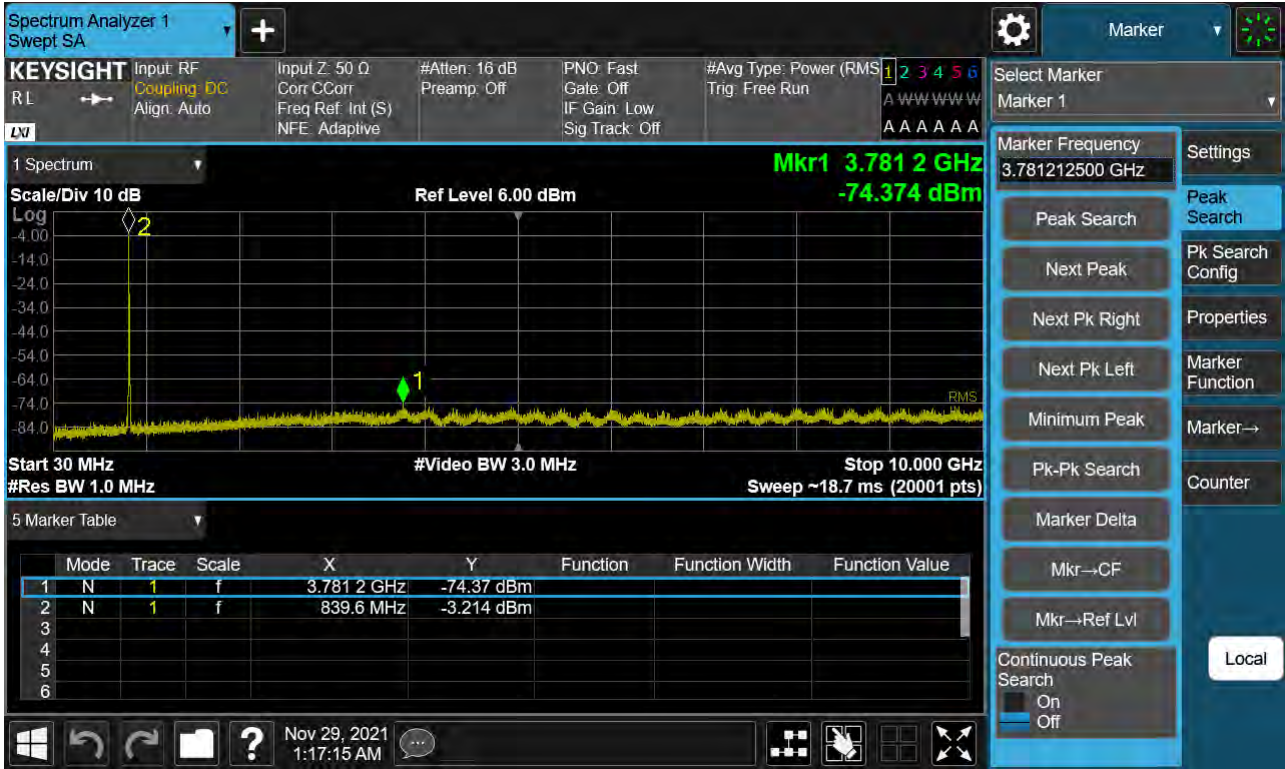 Spectrum Analyzer 1
Swept SA
+
Marker
KEYSIGHT
RL
LXI
Input: RF
Coupling: DC
Align: Auto
Input Z: 50 Ω
Corr CCorr
Freq Ref: Int (S)
NFE: Adaptive
#Atten: 16 dB
Preamp: Off
PNO: Fast
Gate: Off
IF Gain: Low
Sig Track: Off
#Avg Type: Power (RMS
Trig: Free Run
1 2 3 4 5 6
A W W W W W
A A A A A A
Select Marker
Marker 1
1 Spectrum
Mkr1 3.781 2 GHz
Scale/Div 10 dB
Ref Level 6.00 dBm
-74.374 dBm
Log
2
-4.00
-14.0
-24.0
-34.0
-44.0
-54.0
-64.0
1
-74.0
RMS
-84.0
Start 30 MHz
#Video BW 3.0 MHz
Stop 10.000 GHz
#Res BW 1.0 MHz
Sweep ~18.7 ms (20001 pts)
5 Marker Table
Mode Trace Scale X Y Function Function Width Function Value
1 N 1 f 3.781 2 GHz -74.37 dBm
2 N 1 f 839.6 MHz -3.214 dBm
3
4
5
6
Marker Frequency
3.781212500 GHz
Peak Search
Next Peak
Next Pk Right
Next Pk Left
Minimum Peak
Pk-Pk Search
Marker Delta
Mkr→CF
Mkr→Ref Lvl
Continuous Peak
Search
On
Off
Settings
Peak
Search
Pk Search
Config
Properties
Marker
Function
Marker→
Counter
Local
?
Nov 29, 2021
1:17:15 AM